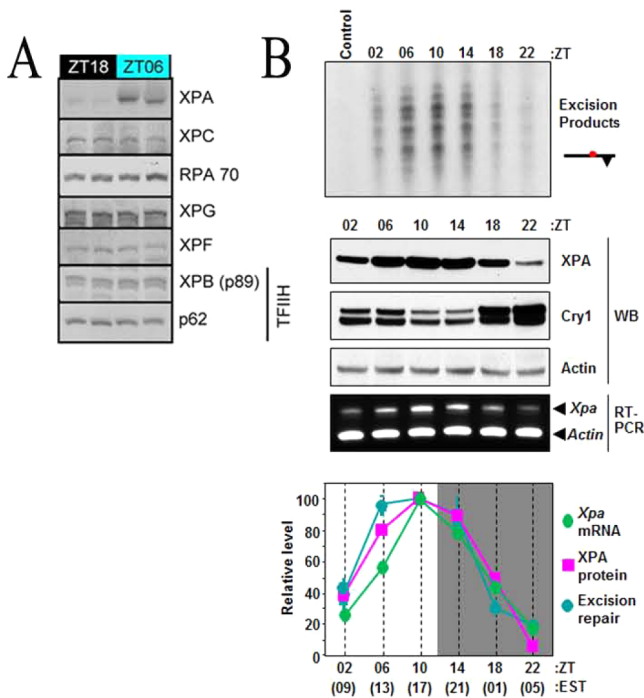 A
ZT18 ZT06
XPA
XPC
RPA 70
XPG
XPF
XPB (p89)
p62
TFIIH
B
Control 02 06 10 14 18 22 :ZT
Excision
Products
02 06 10 14 18 22 :ZT
XPA
Cry1
Actin
WB
Xpa
Actin
RT-
PCR
Relative level
100
80
60
40
20
0
Xpa
mRNA
XPA
protein
Excision
repair
02 06 10 14 18 22 :ZT
(09) (13) (17) (21) (01) (05) :EST